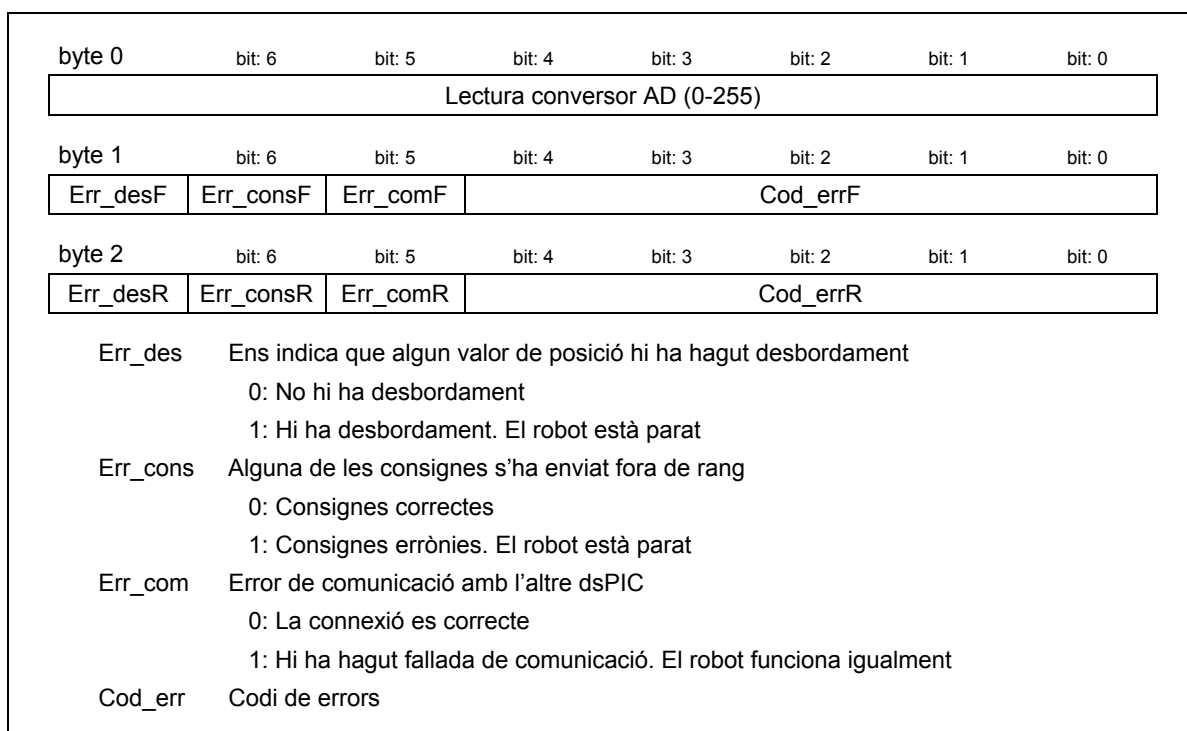 byte 0 bit: 6 bit: 5 bit: 4 bit: 3 bit: 2 bit: 1 bit: 0
Lectura conversor AD (0-255)
byte 1 bit: 6 bit: 5 bit: 4 bit: 3 bit: 2 bit: 1 bit: 0
Err_desF Err_consF Err_comF Cod_errF
byte 2 bit: 6 bit: 5 bit: 4 bit: 3 bit: 2 bit: 1 bit: 0
Err_desR Err_consR Err_comR Cod_errR
Err_des Ens indica que algun valor de posició hi ha hagut desbordament
0: No hi ha desbordament
1: Hi ha desbordament. El robot està parat
Err_cons Alguna de les consignes s’ha enviat fora de rang
0: Consignes correctes
1: Consignes errònies. El robot està parat
Err_com Error de comunicació amb l’altre dsPIC
0: La connexió es correcte
1: Hi ha hagut fallada de comunicació. El robot funciona igualment
Cod_err Codi de errors